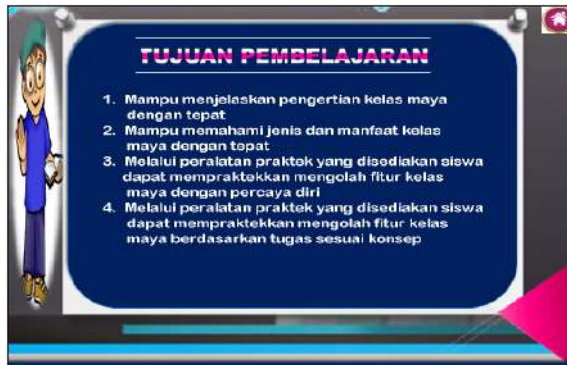 TUJUAN PEMBELAJARAN
1. Mampu menjelaskan pengertian kelas maya
dengan tepat
2. Mampu memahami jenis dan manfaat kelas
maya dengan tepat
3. Melalui peralatan praktek yang disediakan siswa
dapat mempraktekkan mengolah fitur kelas
maya dengan percaya diri
4. Melalui peralatan praktek yang disediakan siswa
dapat mempraktekkan mengolah fitur kelas
maya berdasarkan tugas sesuai konsep